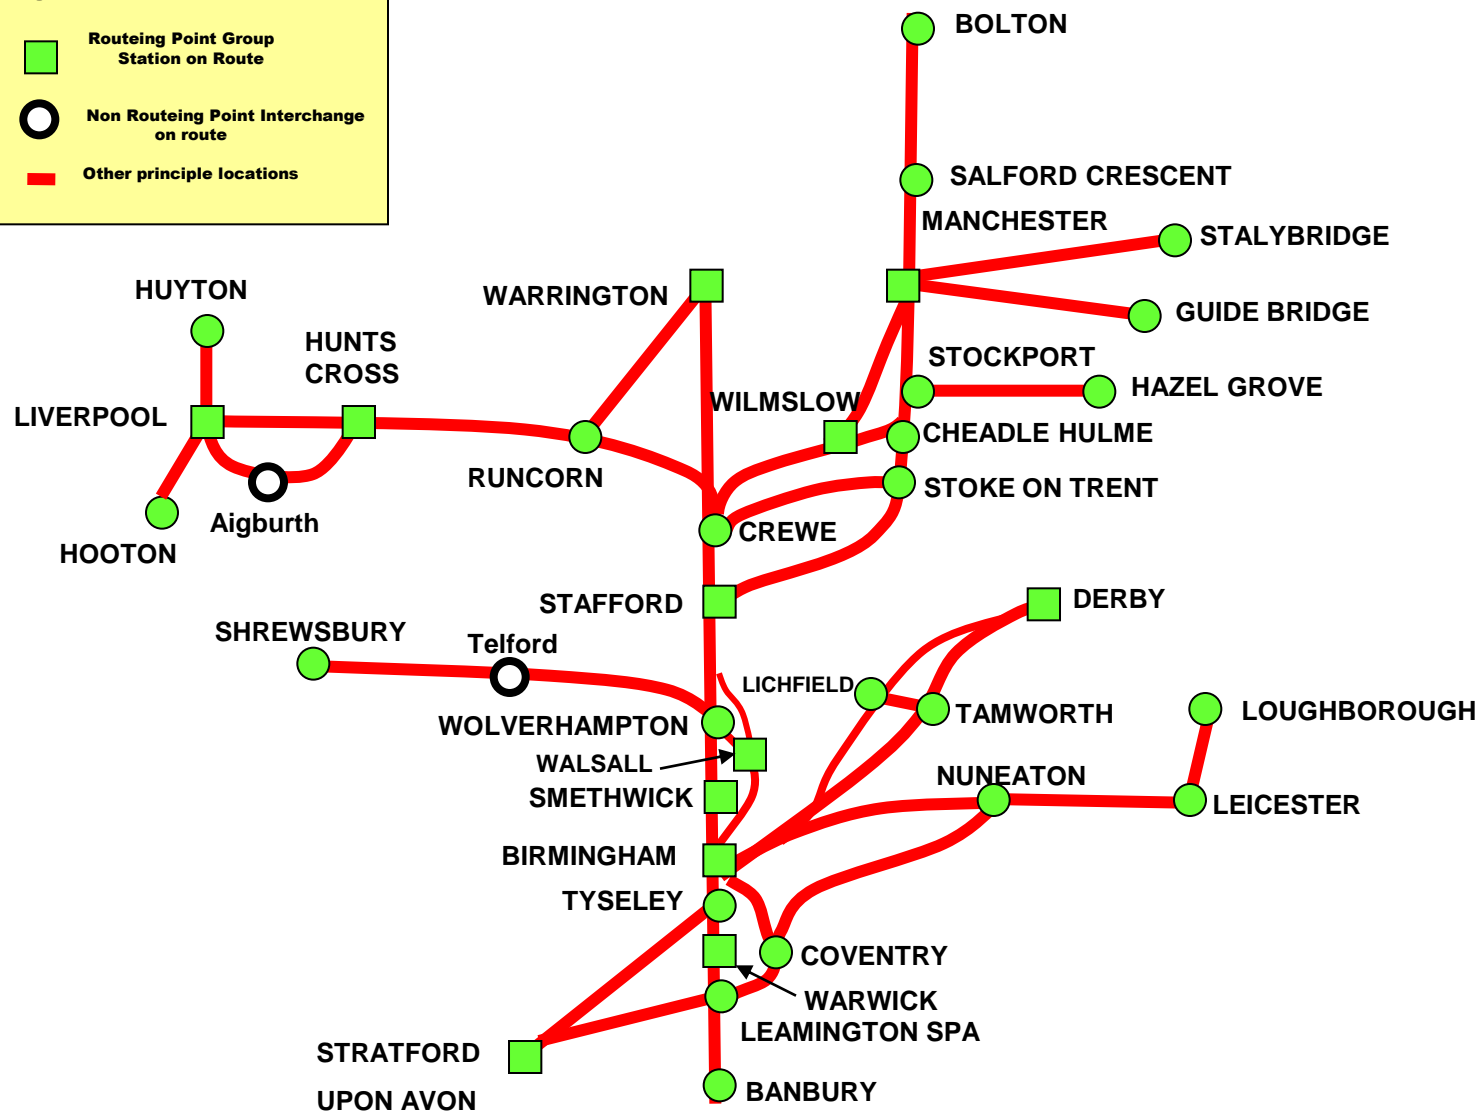 Routeing Point Group
Station on Route
Non Routeing Point Interchange
on route
Other principle locations
BOLTON
SALFORD CRESCENT
MANCHESTER
STALYBRIDGE
HUYTON
WARRINGTON
GUIDE BRIDGE
HUNTS
CROSS
STOCKPORT
HAZEL GROVE
WILMSLOW
LIVERPOOL
CHEADLE HULME
RUNCORN
STOKE ON TRENT
Aigburth
CREWE
HOOTON
STAFFORD
DERBY
SHREWSBURY
Telford
LICHFIELD
TAMWORTH
LOUGHBOROUGH
WOLVERHAMPTON
WALSALL
NUNEATON
SMETHWICK
LEICESTER
BIRMINGHAM
TYSELEY
COVENTRY
WARWICK
LEAMINGTON SPA
STRATFORD
UPON AVON
BANBURY